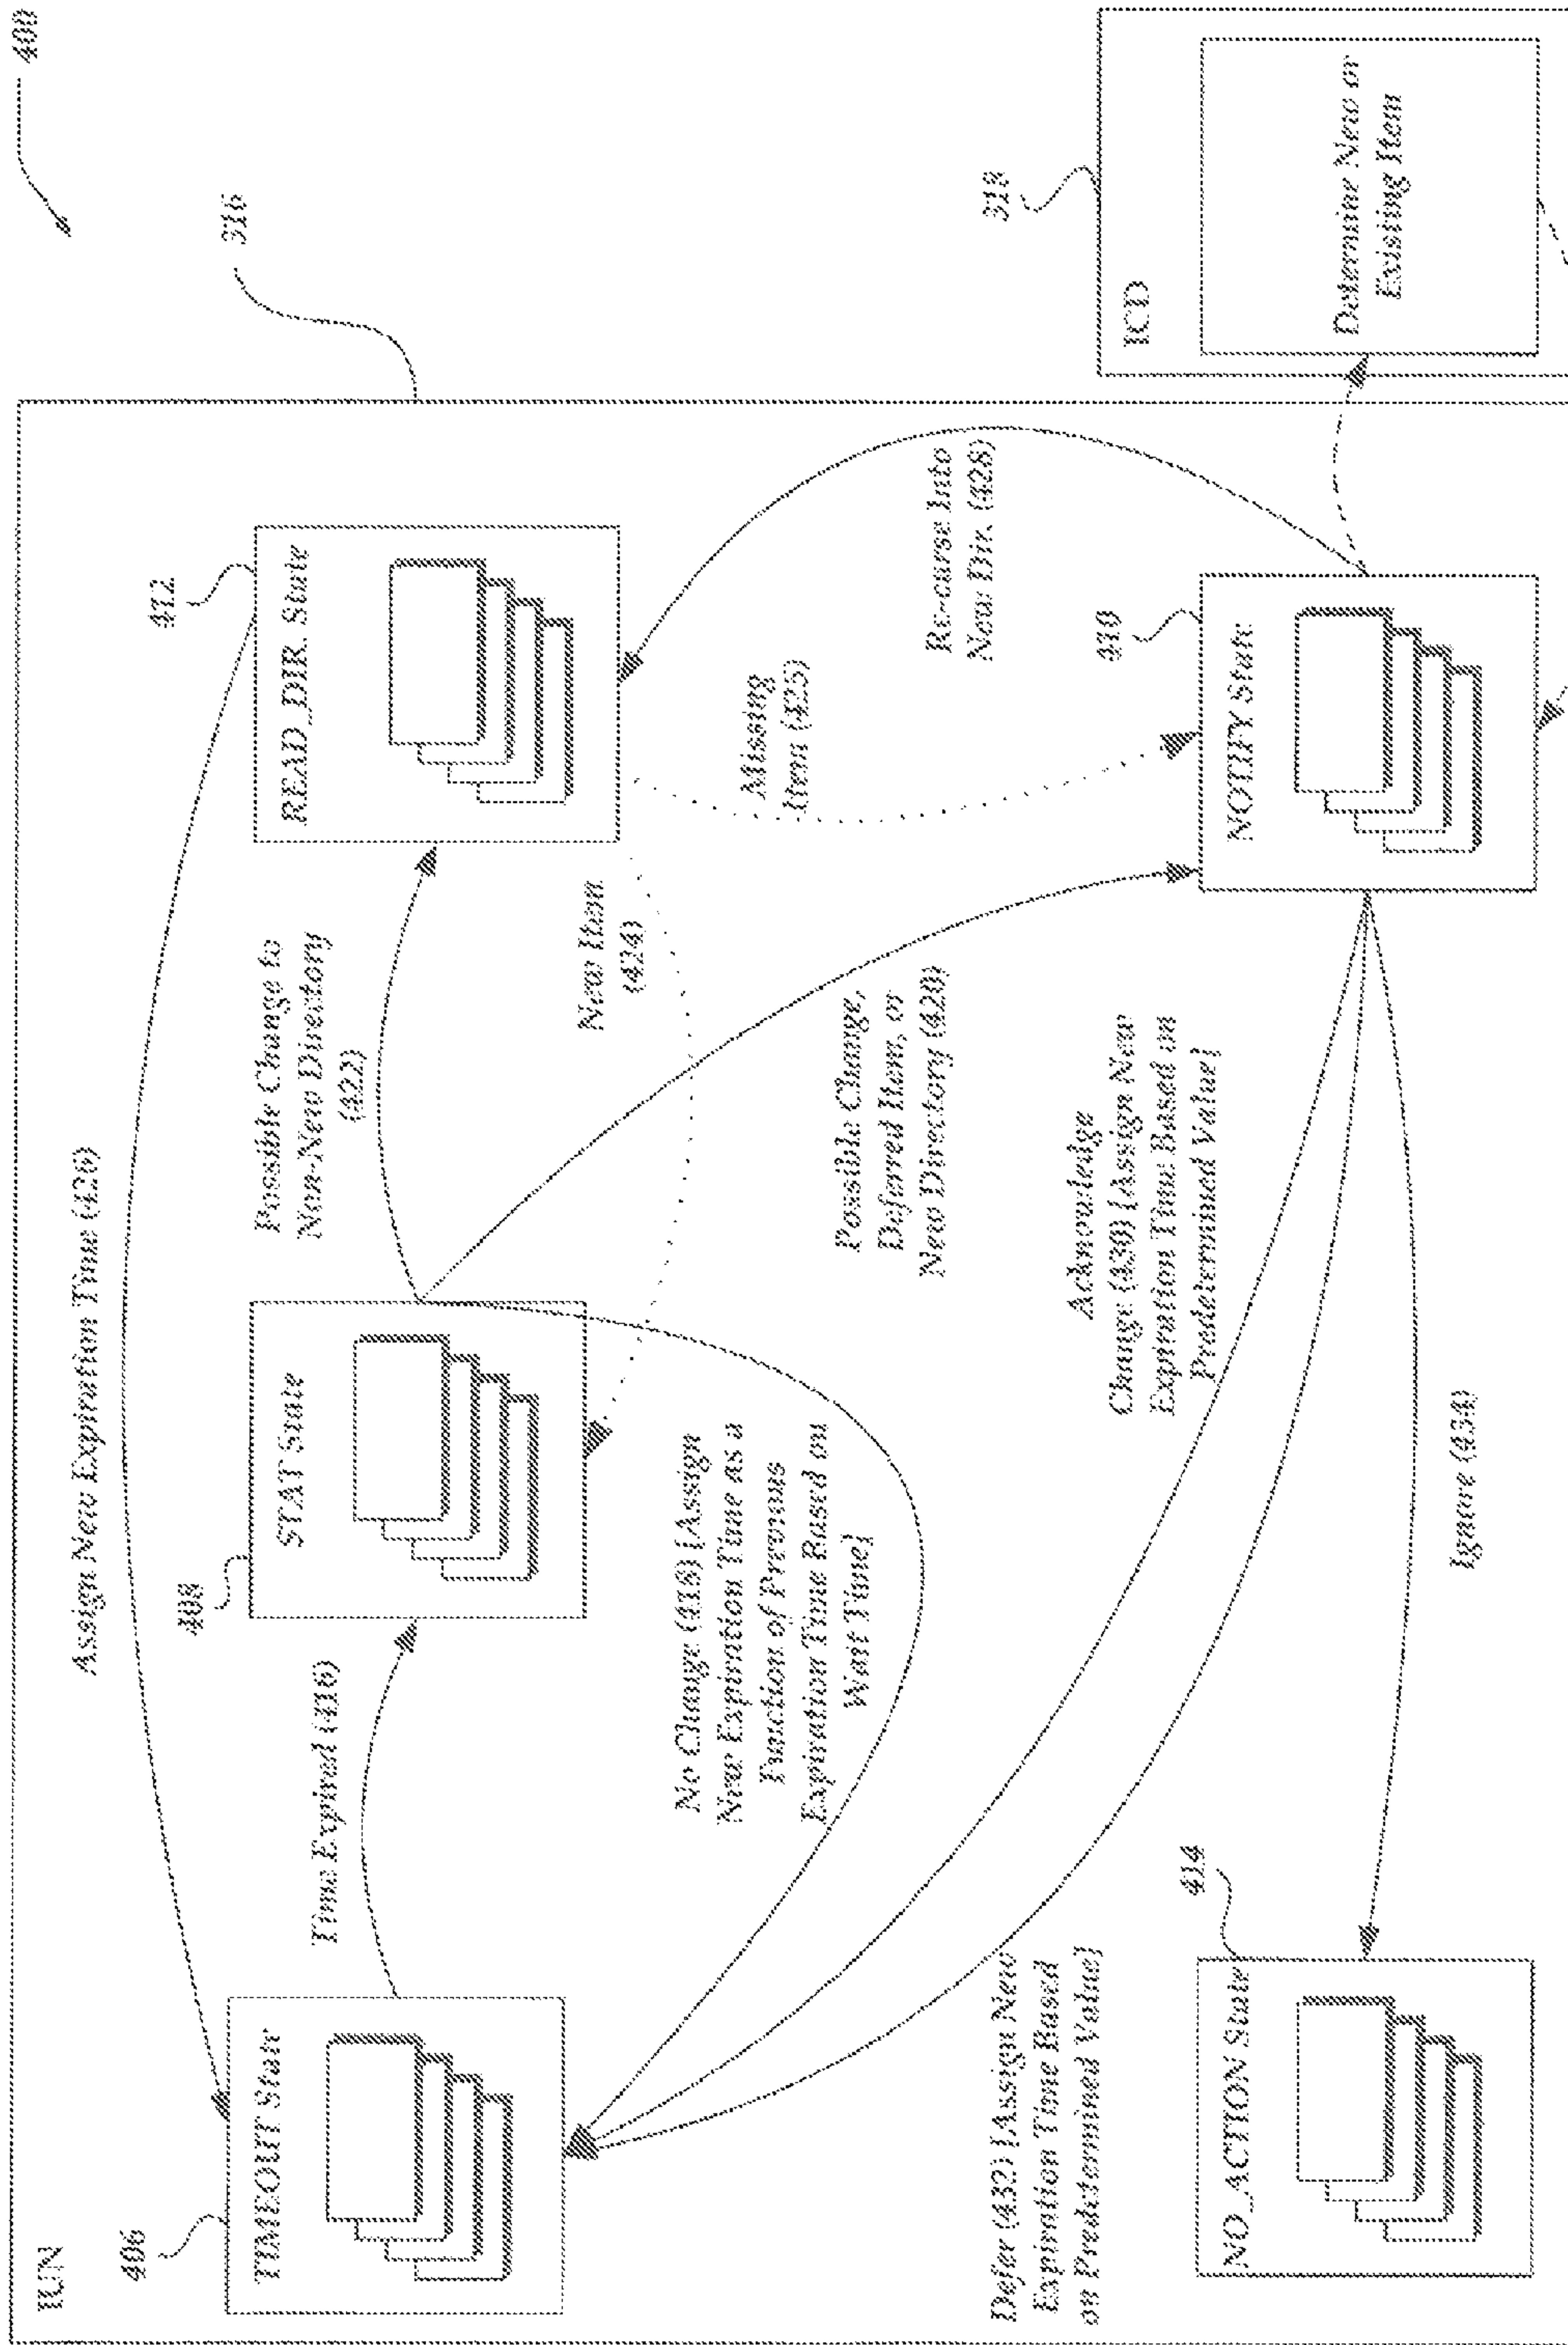 400
IUN
316
Assign New Expiration Time (426)
406
TIMEOUT State
Time Expired (416)
408
STAT State
Possible Change to
Non-New Directory
(422)
412
READ_DIR. State
No Change (418) [Assign
New Expiration Time as a
Function of Previous
Expiration Time Based on
Wait Time]
New Item
(424)
Missing
Item (425)
Re-curse Into
New Dir. (428)
Possible Change,
Deferred Item, or
New Directory (420)
318
ICD
Determine New or
Existing Item
Defer (432) [Assign New
Expiration Time Based
on Predetermined Value]
Acknowledge
Change (430) [Assign New
Expiration Time Based on
Predetermined Value]
410
NOTIFY State
414
NO_ACTION State
Ignore (434)